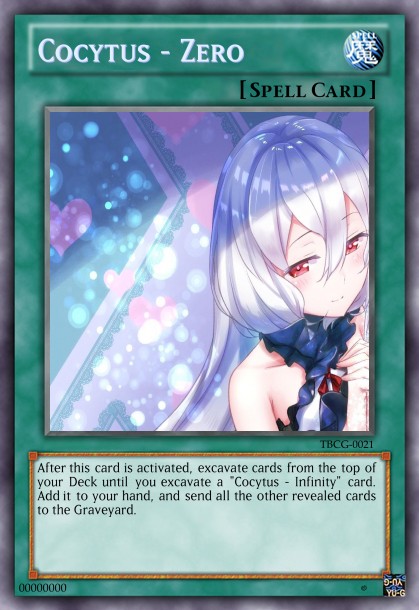 Cocytus - Zero
魔
[Spell Card]
TBCG-0021
After this card is activated, excavate cards from the top of
your Deck until you excavate a "Cocytus - Infinity" card.
Add it to your hand, and send all the other revealed cards
to the Graveyard.
00000000
YU-G